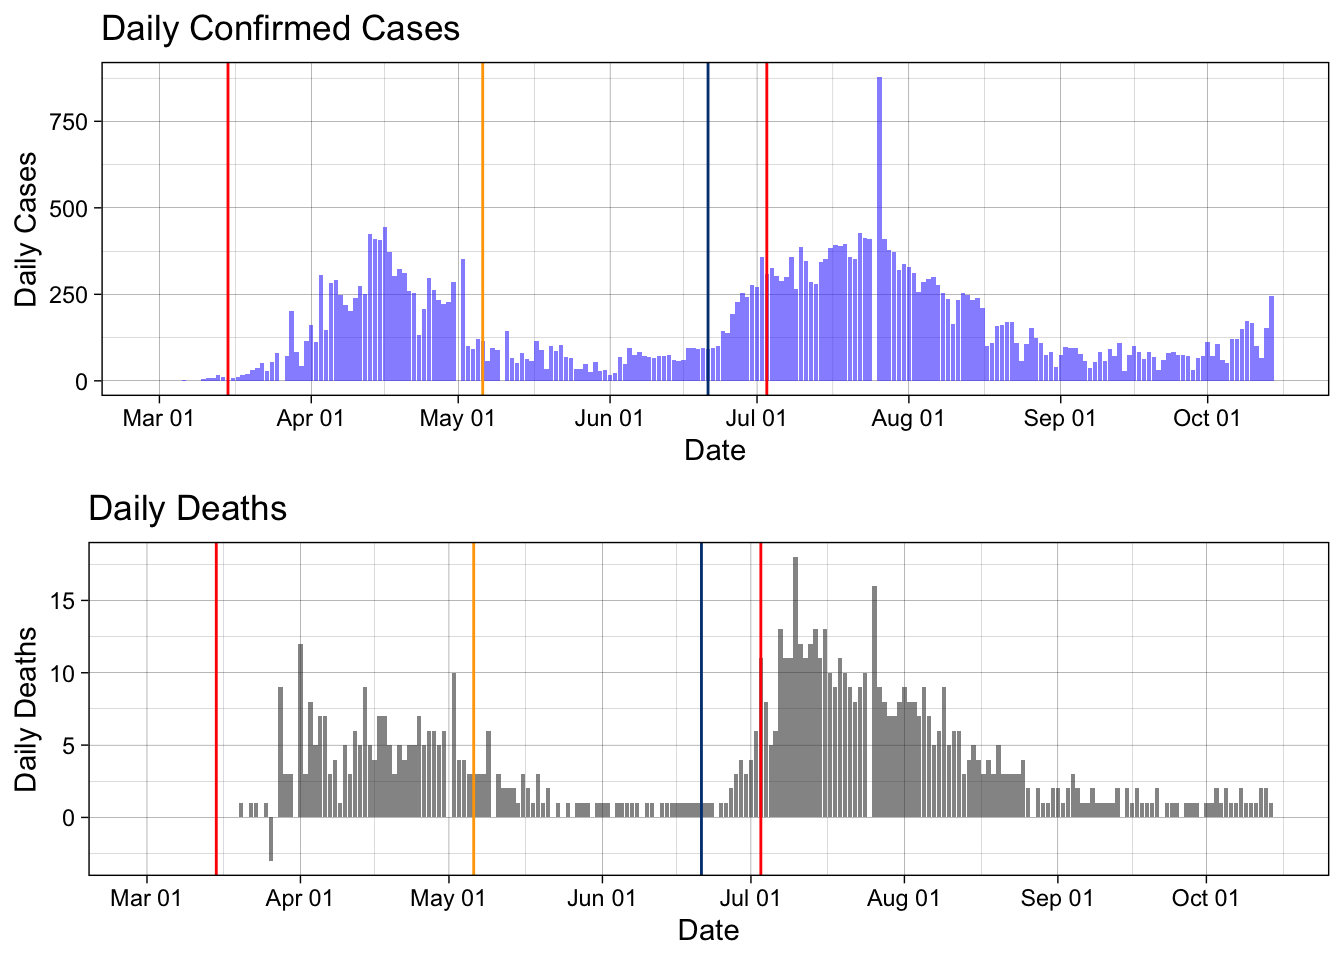 Daily Confirmed Cases
750
500
250
0
Daily Cases
Mar 01 Apr 01 May 01 Jun 01 Jul 01 Aug 01 Sep 01 Oct 01
Date
Daily Deaths
15
10
5
0
Daily Deaths
Mar 01 Apr 01 May 01 Jun 01 Jul 01 Aug 01 Sep 01 Oct 01
Date